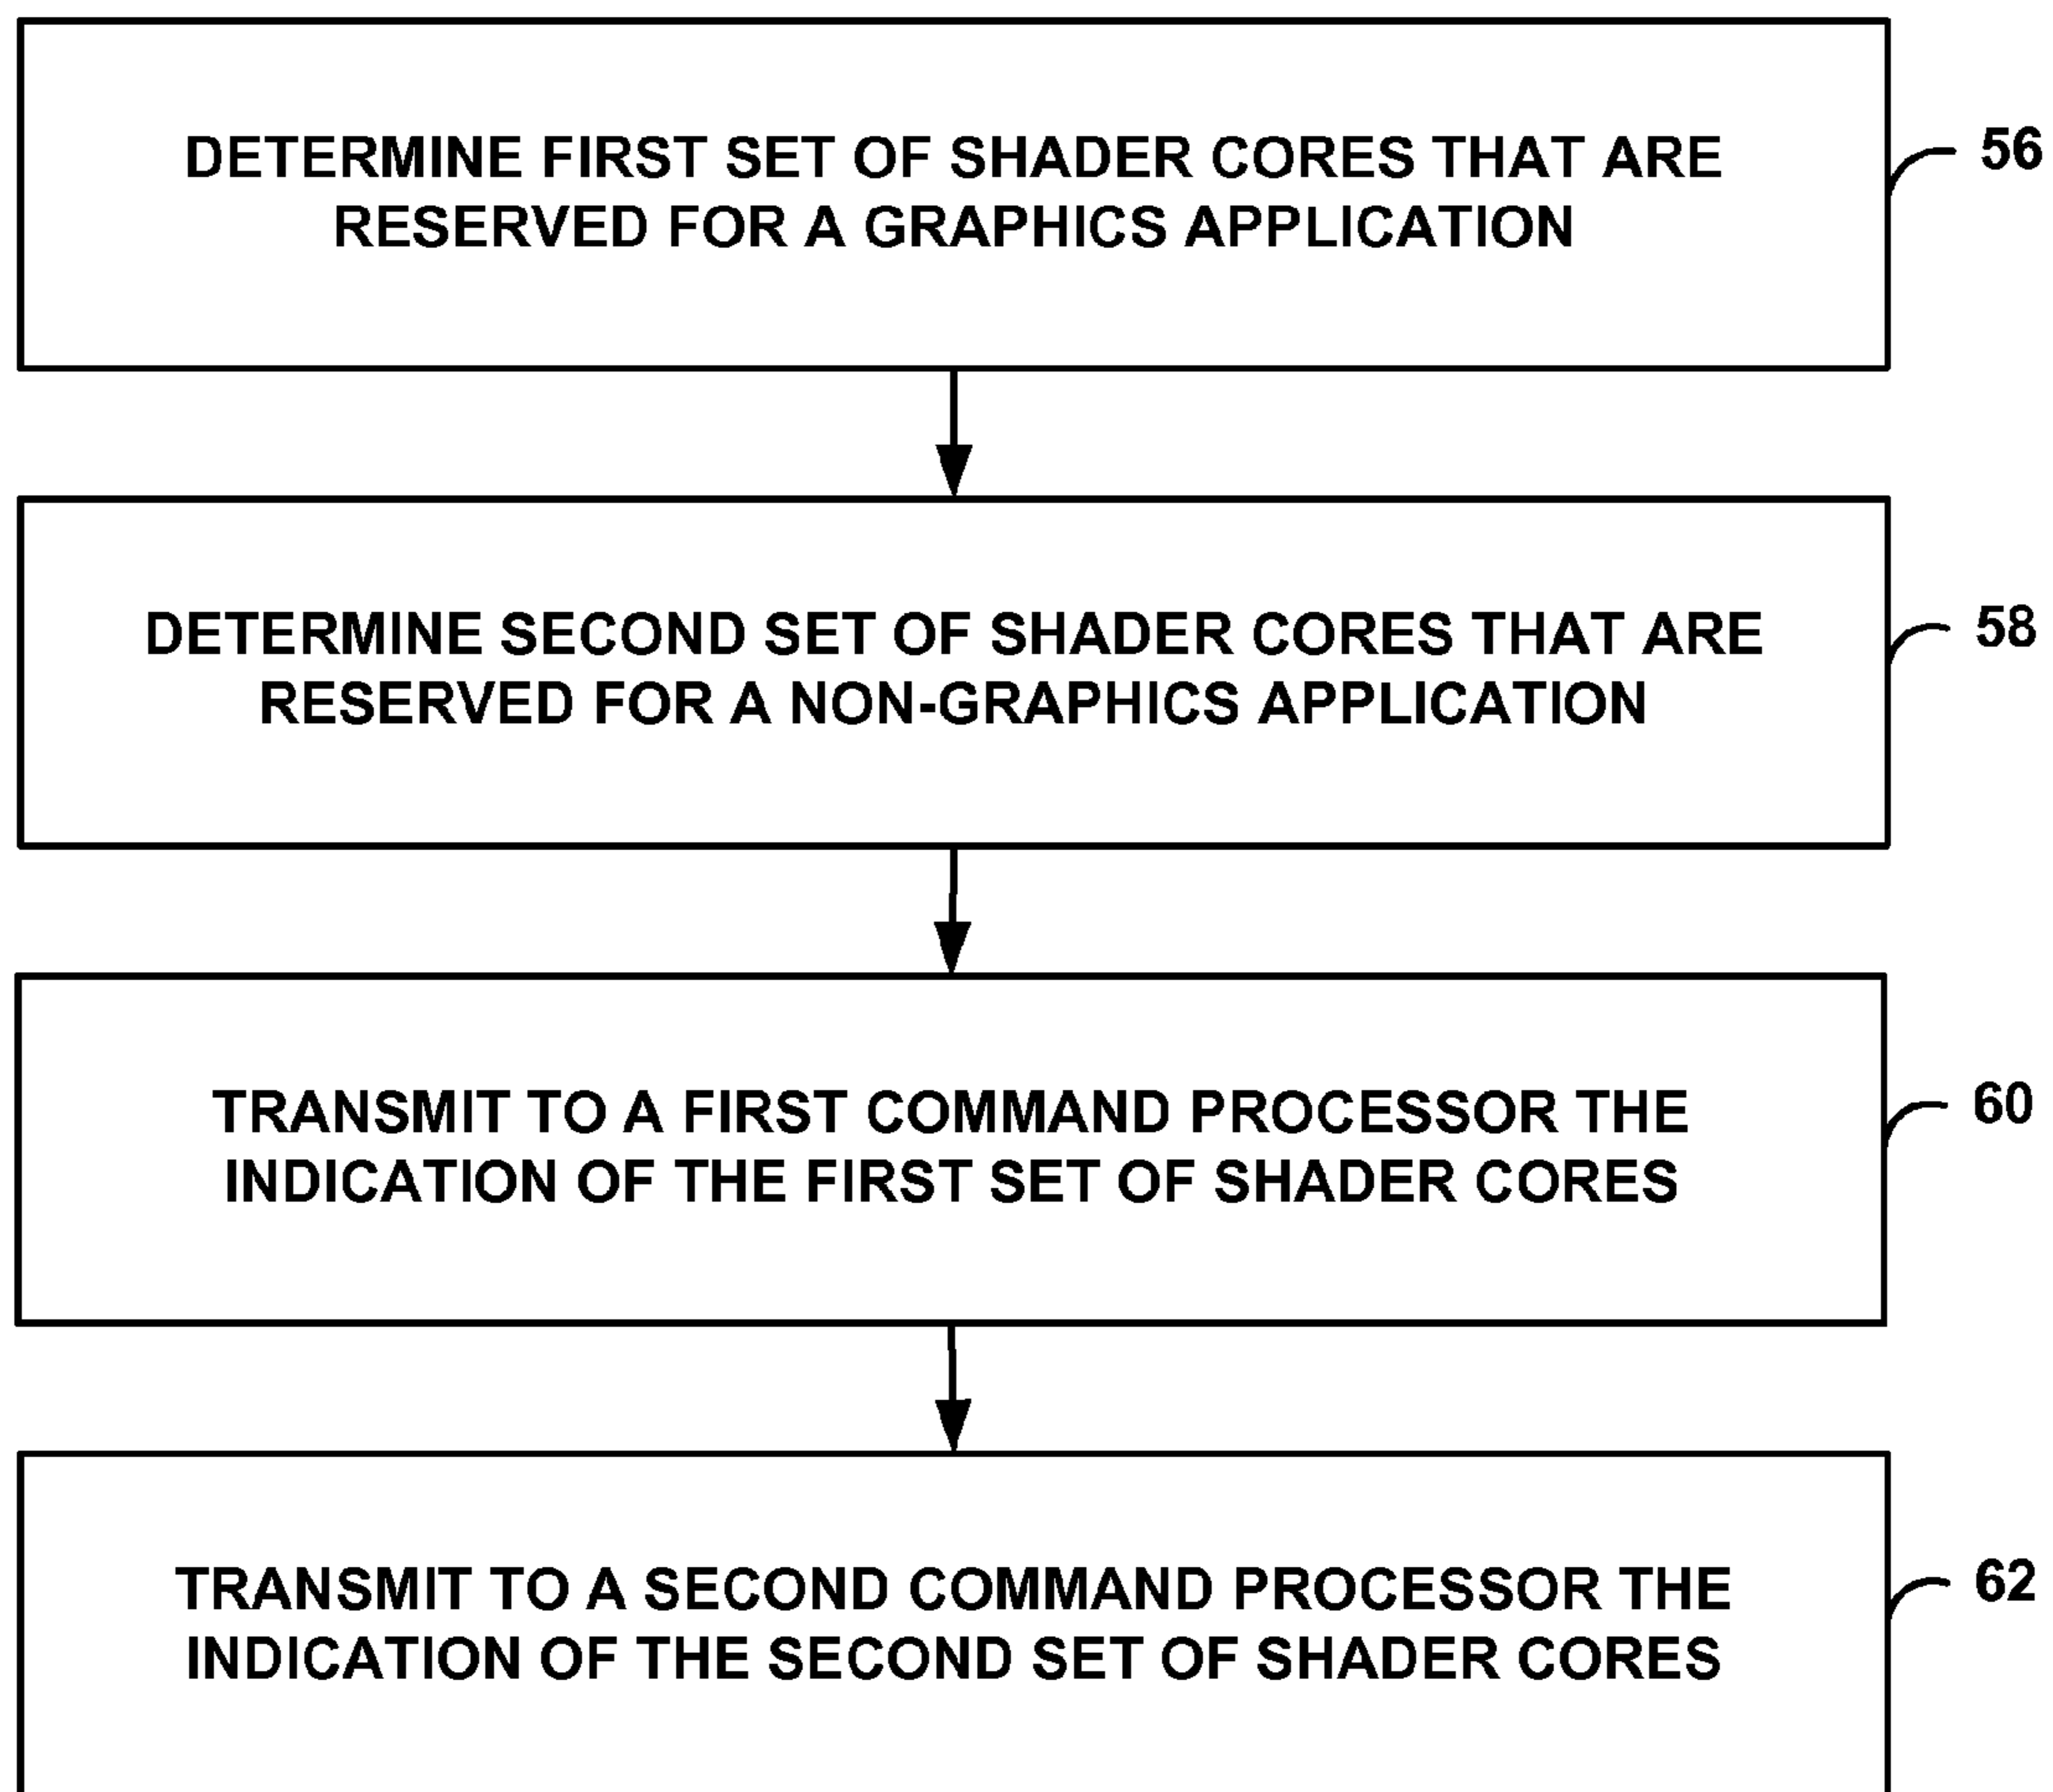 DETERMINE FIRST SET OF SHADER CORES THAT ARE
RESERVED FOR A GRAPHICS APPLICATION
56
DETERMINE SECOND SET OF SHADER CORES THAT ARE
RESERVED FOR A NON-GRAPHICS APPLICATION
58
TRANSMIT TO A FIRST COMMAND PROCESSOR THE
INDICATION OF THE FIRST SET OF SHADER CORES
60
TRANSMIT TO A SECOND COMMAND PROCESSOR THE
INDICATION OF THE SECOND SET OF SHADER CORES
62